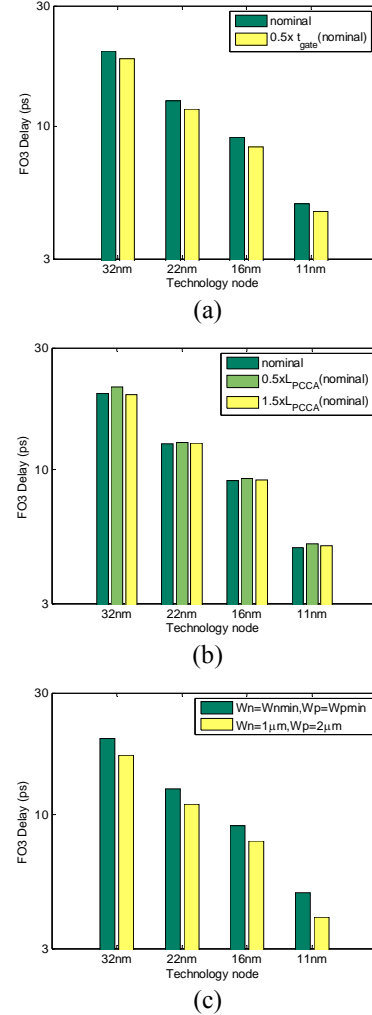 30
nominal
0.5x t_gate(nominal)
10
FO3 Delay (ps)
3
32nm 22nm 16nm 11nm
Technology node
(a)
30
nominal
0.5xL_PCCA(nominal)
1.5xL_PCCA(nominal)
10
FO3 Delay (ps)
3
32nm 22nm 16nm 11nm
Technology node
(b)
30
Wn=Wnmin,Wp=Wpmin
Wn=1μm,Wp=2μm
10
FO3 Delay (ps)
3
32nm 22nm 16nm 11nm
Technology node
(c)